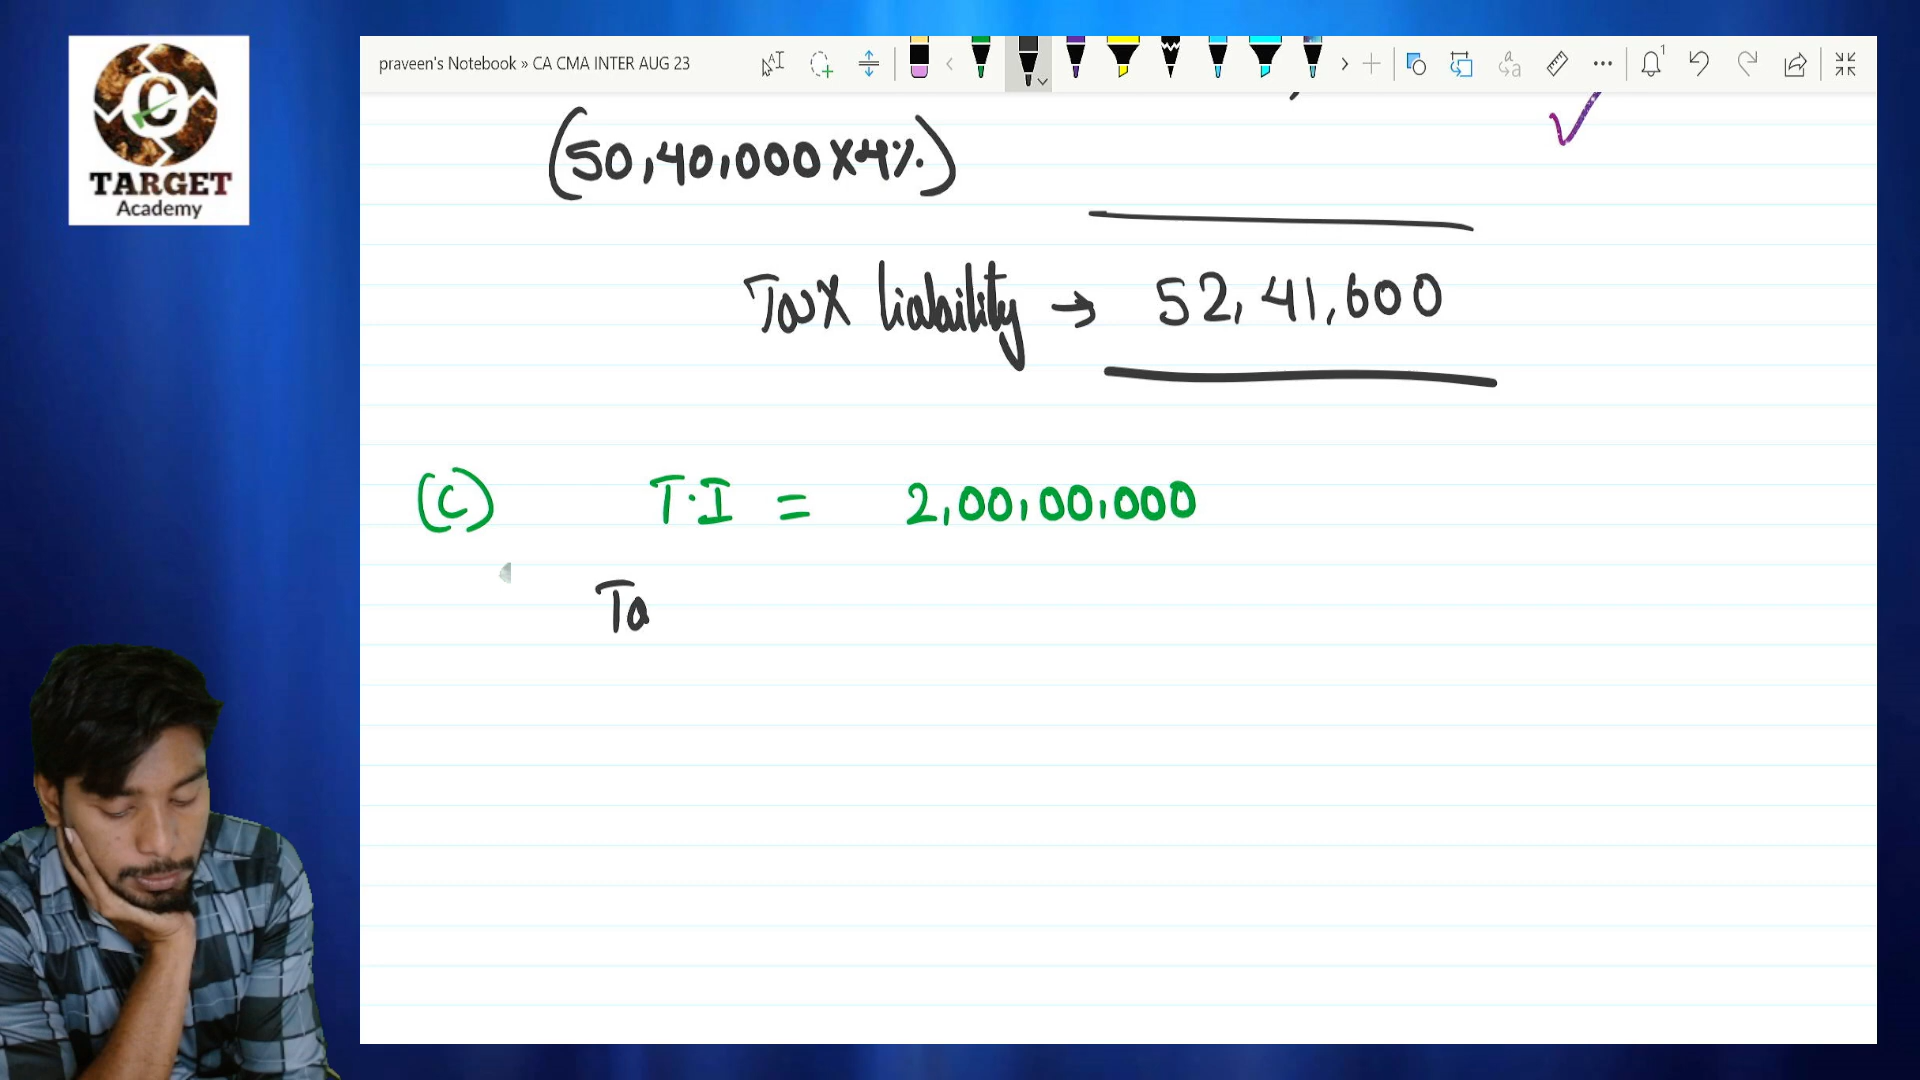 TARGET
Academy
praveen's Notebook » CA CMA INTER AUG 23
(50,40,000 X 4%)
Tax liability → 52,41,600
(C) T.I = 2,00,00,000
Ta